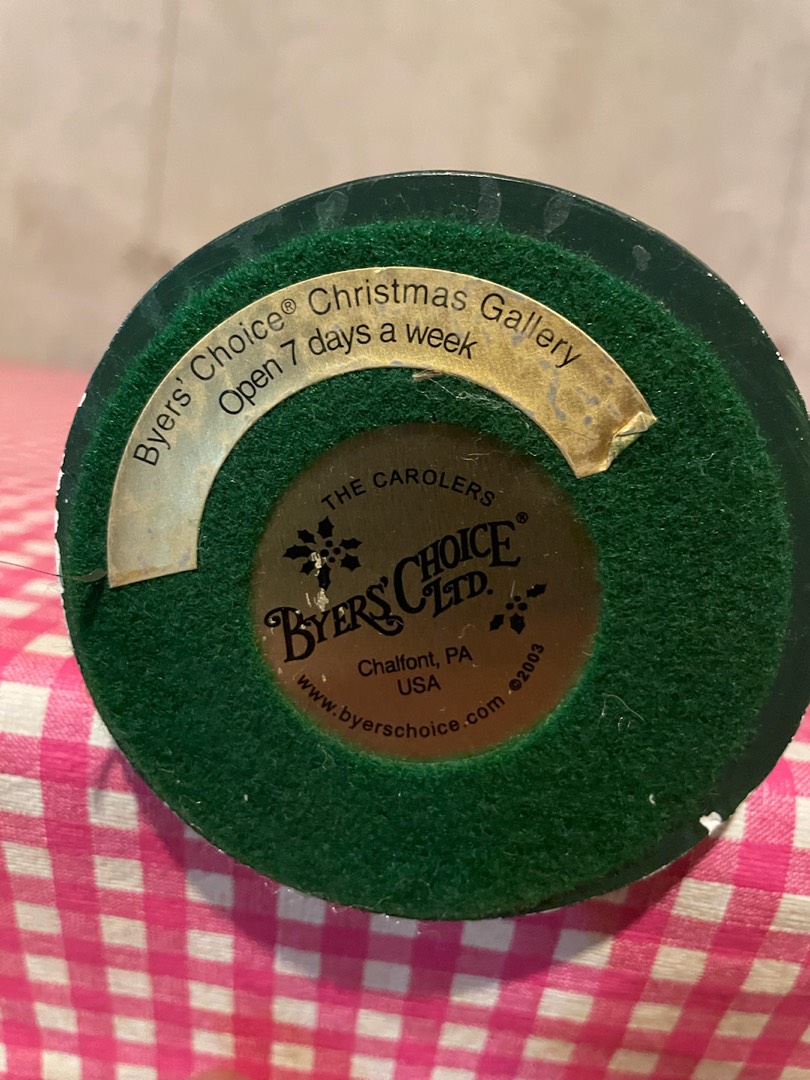 Byers' Choice® Christmas Gallery
Open 7 days a week
THE CAROLERS
BYERS' CHOICE®
LTD.
Chalfont, PA
USA
www.byerschoice.com ©2003